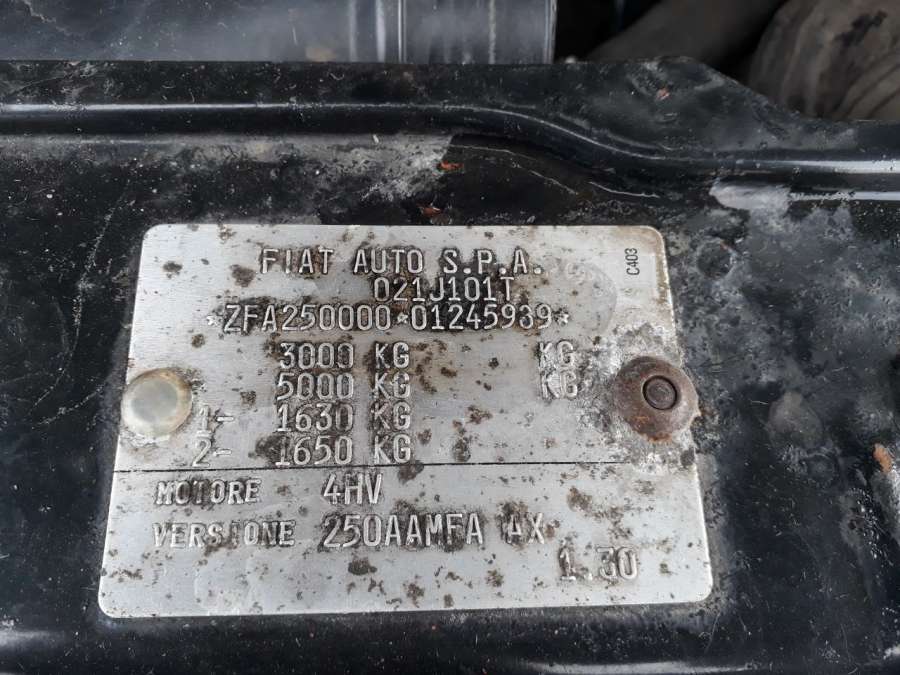 FIAT AUTO S.P.A.
C403
021J101T
*ZFA250000*01245939*
3000 KG KG
5000 KG KG
1- 1630 KG
2- 1650 KG
MOTORE 4HV
VERSIONE 250AAMFA AX
1.30